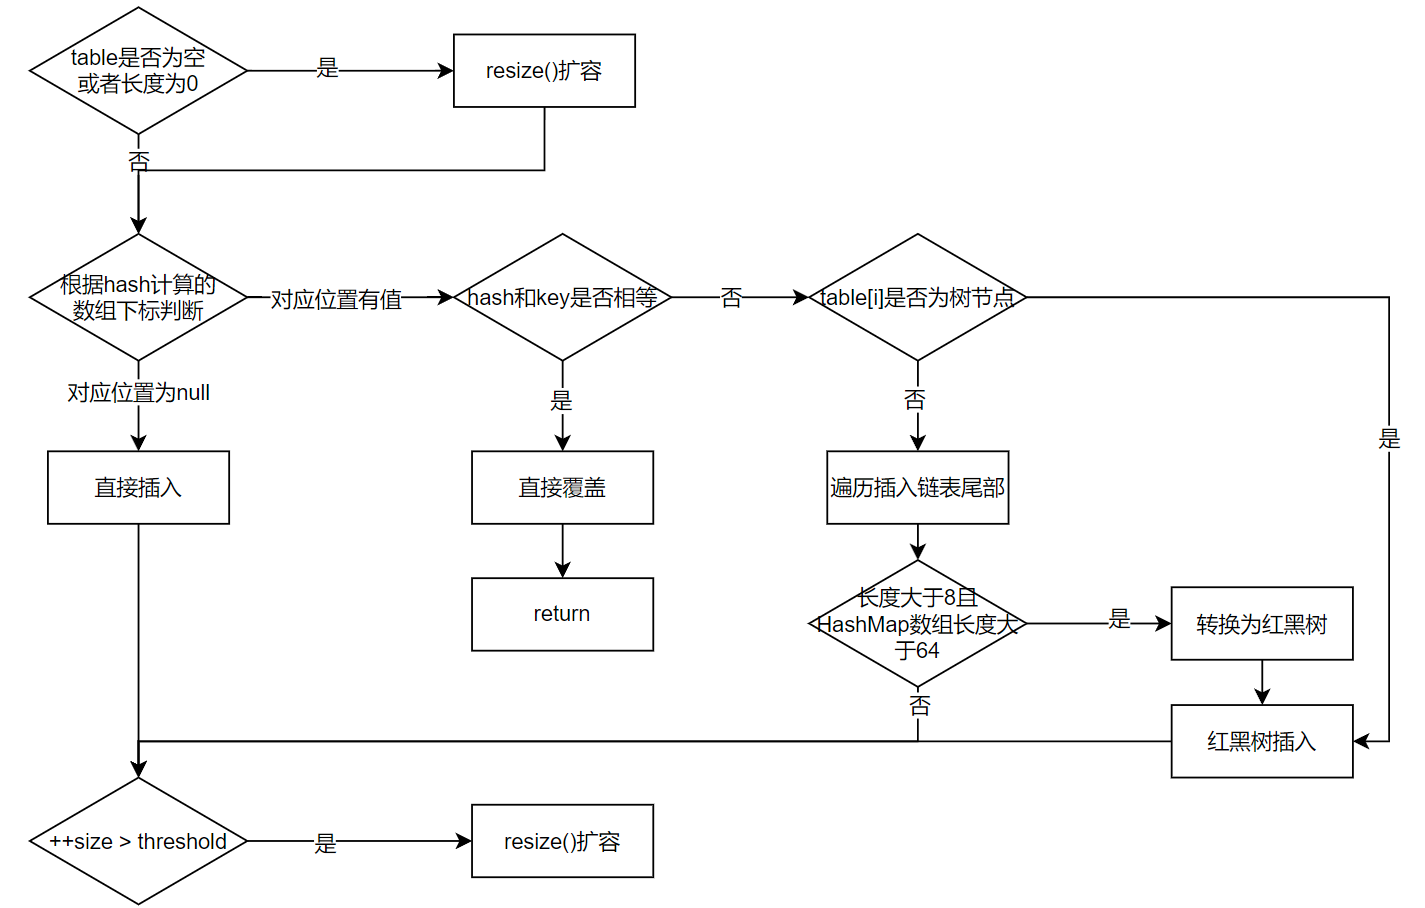 table是否为空
或者长度为0
是
resize()扩容
否
根据hash计算的
数组下标判断
对应位置有值
hash和key是否相等
否
table[i]是否为树节点
对应位置为null
是
否
是
直接插入
直接覆盖
遍历插入链表尾部
return
长度大于8且
HashMap数组长度大
于64
是
转换为红黑树
否
红黑树插入
++size > threshold
是
resize()扩容